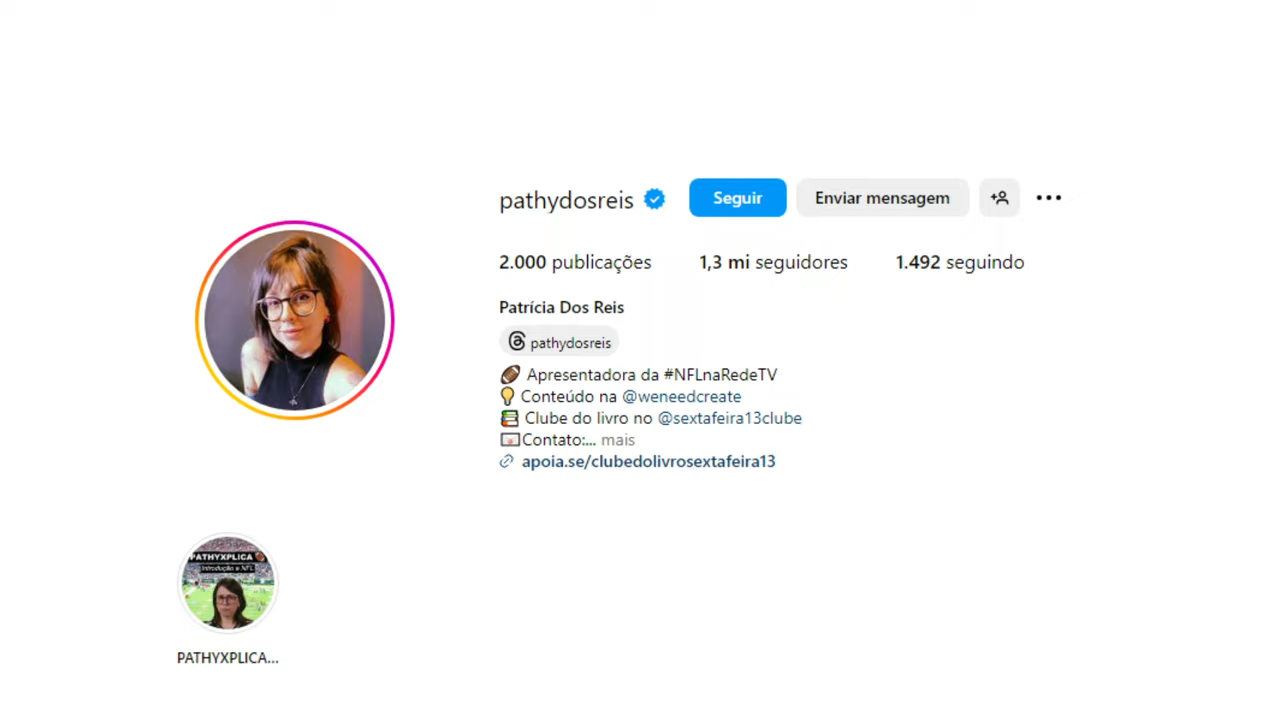 pathydosreis
Seguir
Enviar mensagem
2.000 publicações
1,3 mi seguidores
1.492 seguindo
Patrícia Dos Reis
pathydosreis
Apresentadora da #NFLnaRedeTV
Conteúdo na @weneedcreate
Clube do livro no @sextafeira13clube
Contato:... mais
apoia.se/clubedolivrosextafeira13
PATHYXPLICA
Introdução a NFL
PATHYXPLICA...